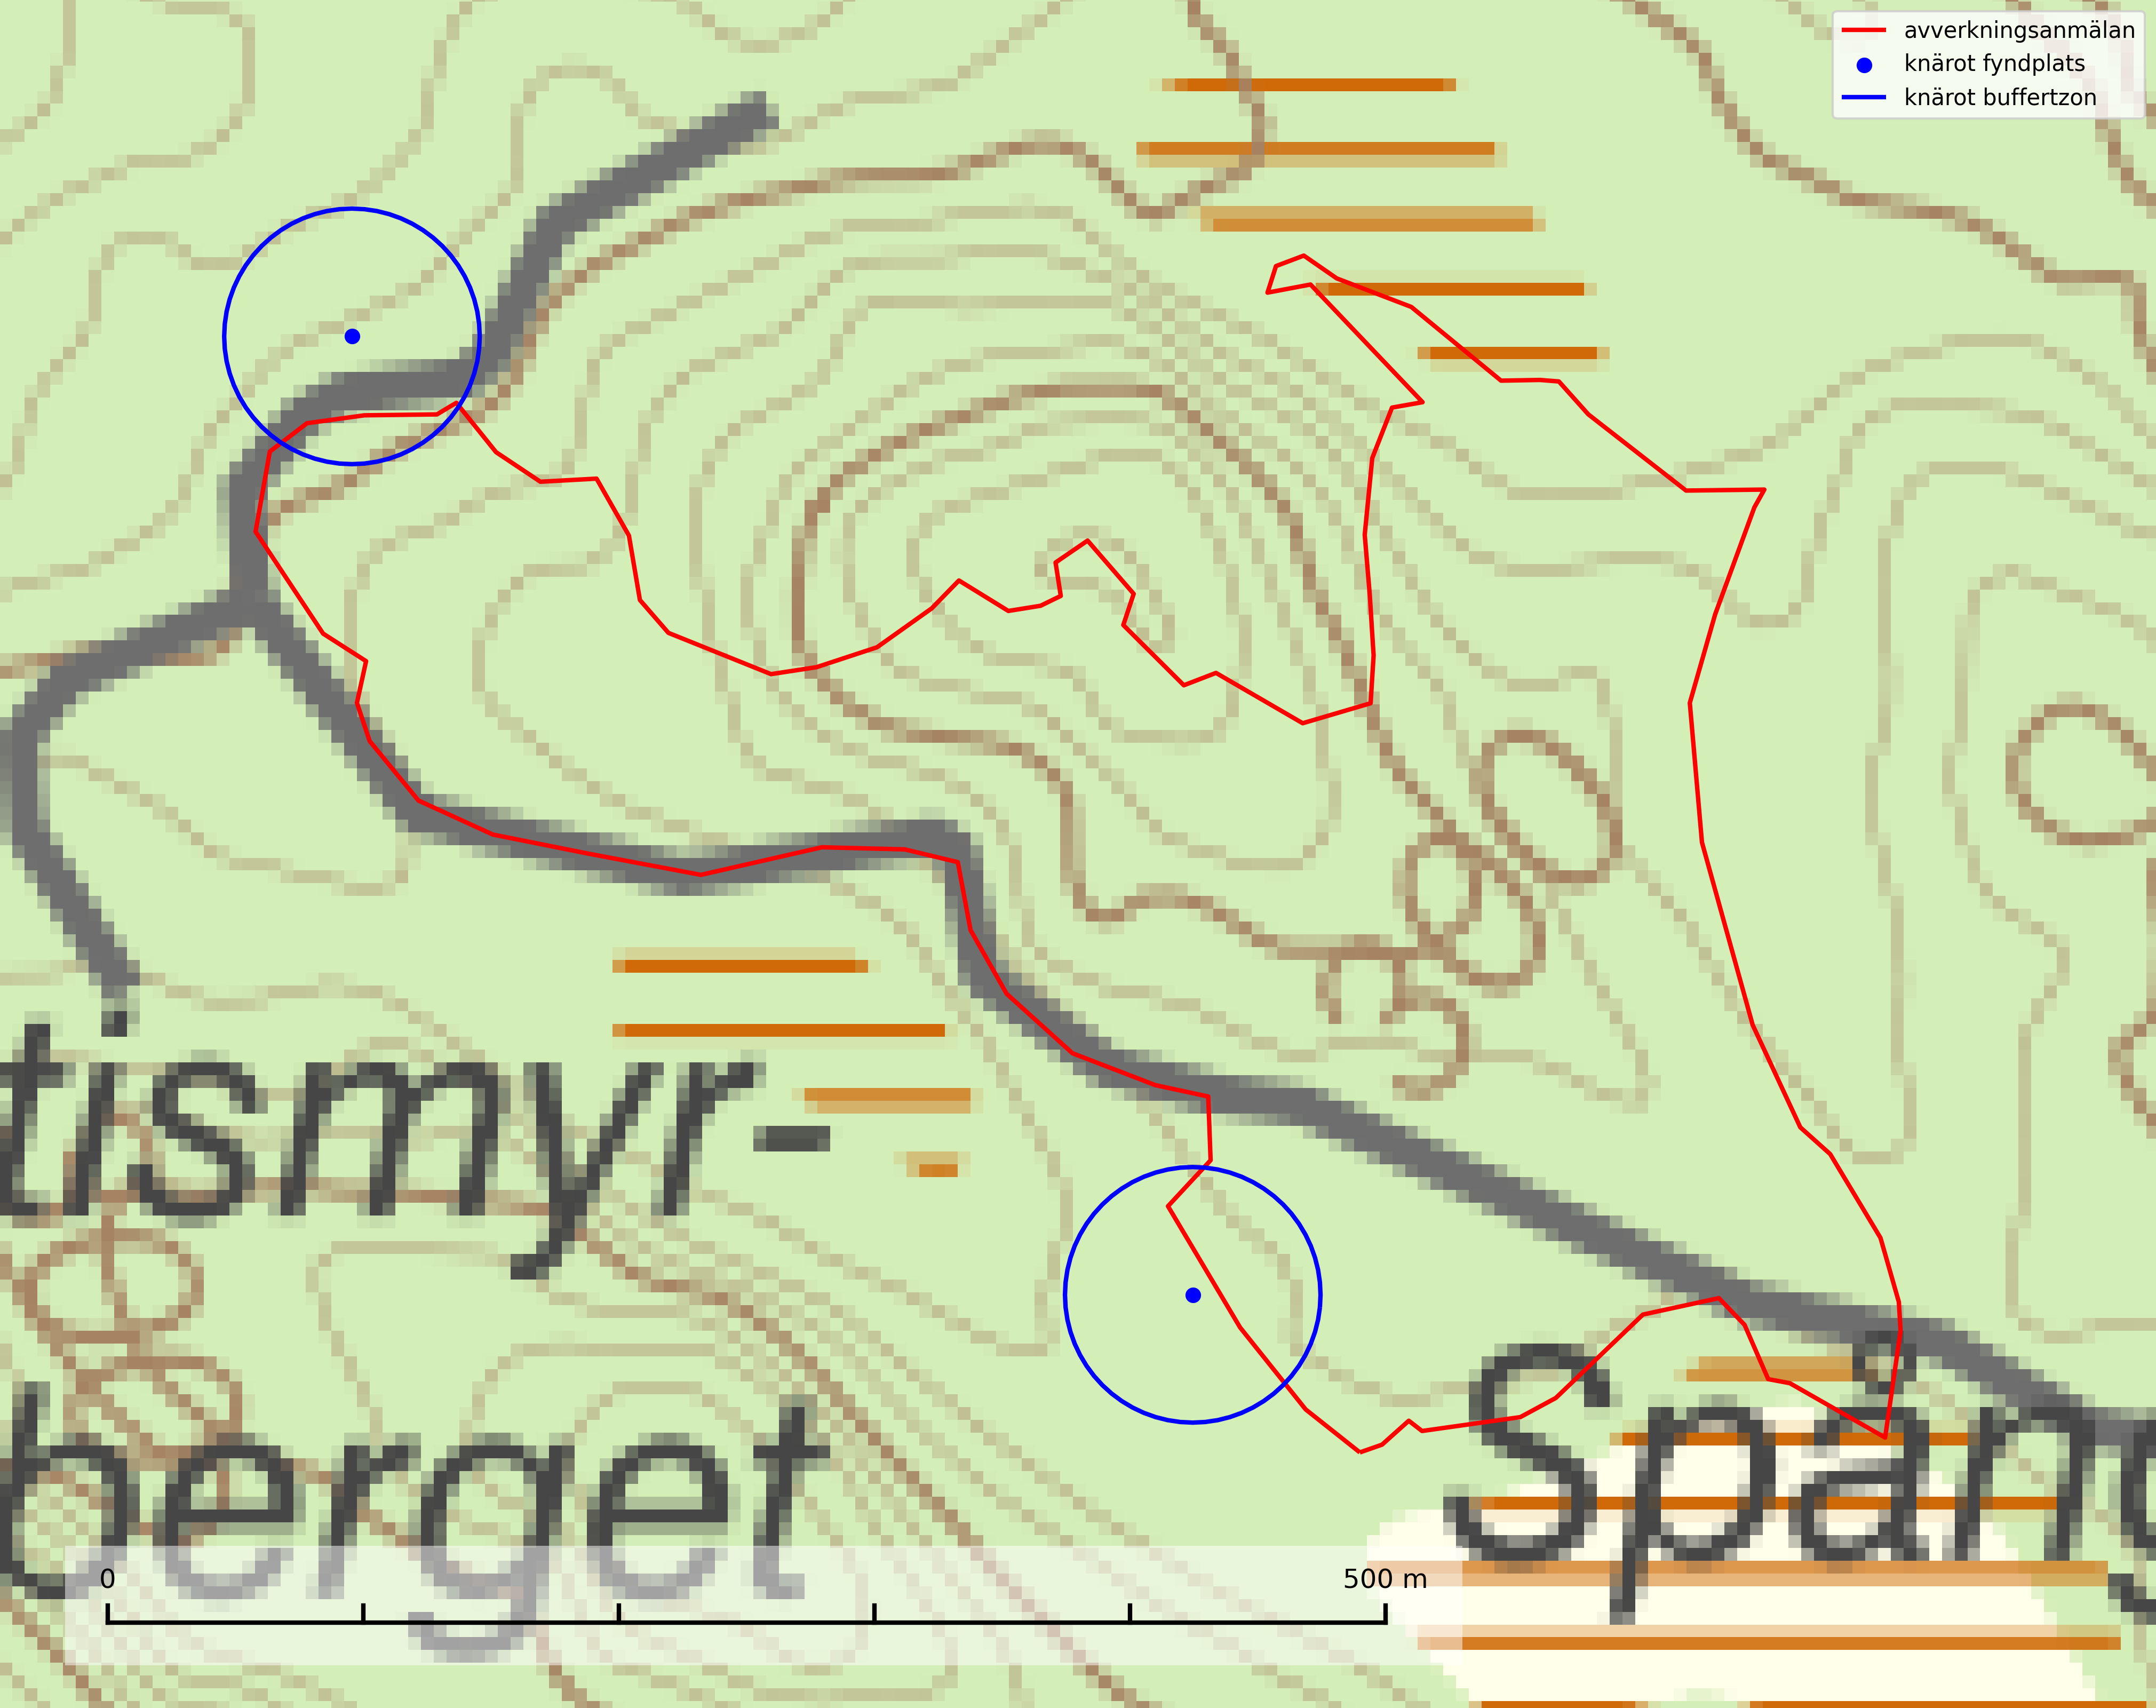 avverkningsanmälan
knärot fyndplats
knärot buffertzon
tismyr-
berget
Spån
0
500 m